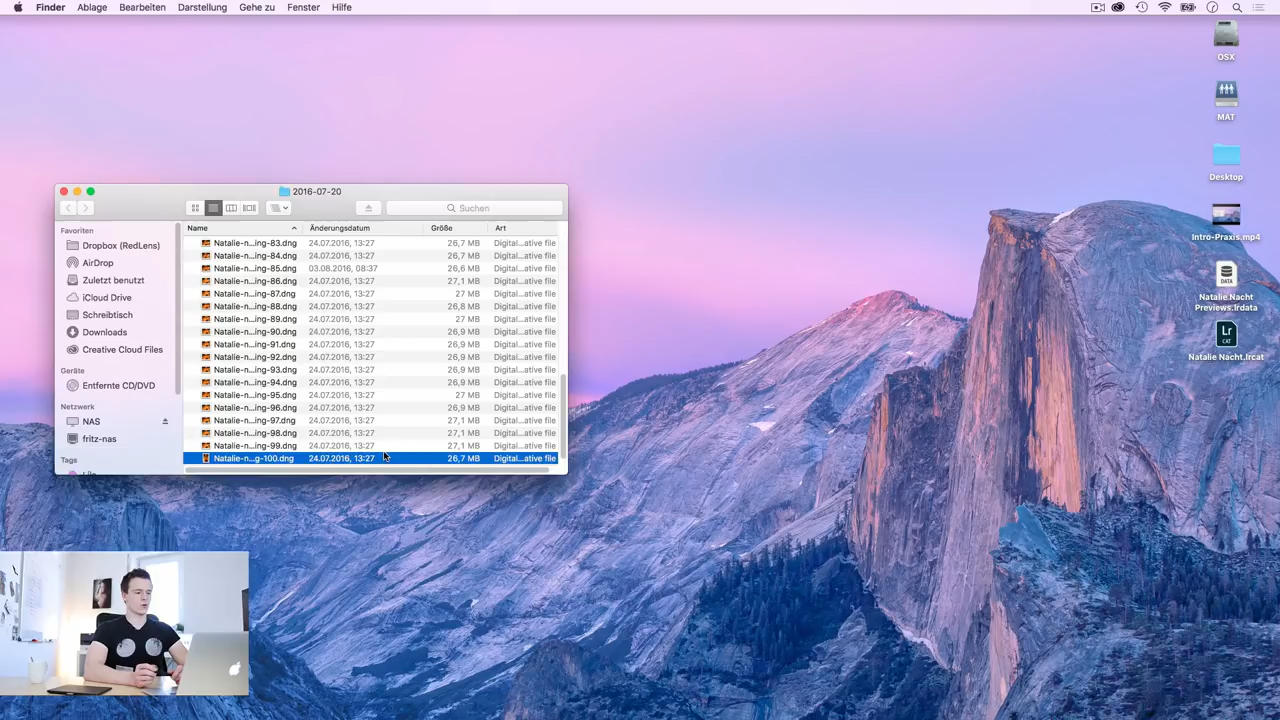 Finder Ablage Bearbeiten Darstellung Gehe zu Fenster Hilfe
OSX
MAT
Desktop
Intro-Praxis.mp4
DATA
Natalie.Nacht
Previews.lrdata
Lr
CAT
Natalie Nacht.lrcat
2016-07-20
Suchen
Favoriten
Dropbox (RedLens)
AirDrop
Zuletzt benutzt
iCloud Drive
Schreibtisch
Downloads
Creative Cloud Files
Geräte
Entfernte CD/DVD
Netzwerk
NAS
fritz-nas
Tags
Name Änderungsdatum Größe Art
Natalie-n...ing-83.dng 24.07.2016, 13:27 26,7 MB Digital...ative file
Natalie-n...ing-84.dng 24.07.2016, 13:27 26,9 MB Digital...ative file
Natalie-n...ing-85.dng 03.08.2016, 08:37 26,6 MB Digital...ative file
Natalie-n...ing-86.dng 24.07.2016, 13:27 27,1 MB Digital...ative file
Natalie-n...ing-87.dng 24.07.2016, 13:27 27 MB Digital...ative file
Natalie-n...ing-88.dng 24.07.2016, 13:27 26,8 MB Digital...ative file
Natalie-n...ing-89.dng 24.07.2016, 13:27 27 MB Digital...ative file
Natalie-n...ing-90.dng 24.07.2016, 13:27 26,9 MB Digital...ative file
Natalie-n...ing-91.dng 24.07.2016, 13:27 26,9 MB Digital...ative file
Natalie-n...ing-92.dng 24.07.2016, 13:27 26,9 MB Digital...ative file
Natalie-n...ing-93.dng 24.07.2016, 13:27 26,9 MB Digital...ative file
Natalie-n...ing-94.dng 24.07.2016, 13:27 26,9 MB Digital...ative file
Natalie-n...ing-95.dng 24.07.2016, 13:27 27 MB Digital...ative file
Natalie-n...ing-96.dng 24.07.2016, 13:27 26,9 MB Digital...ative file
Natalie-n...ing-97.dng 24.07.2016, 13:27 27,1 MB Digital...ative file
Natalie-n...ing-98.dng 24.07.2016, 13:27 27,1 MB Digital...ative file
Natalie-n...ing-99.dng 24.07.2016, 13:27 27,1 MB Digital...ative file
Natalie-n...g-100.dng 24.07.2016, 13:27 26,7 MB Digital...ative file